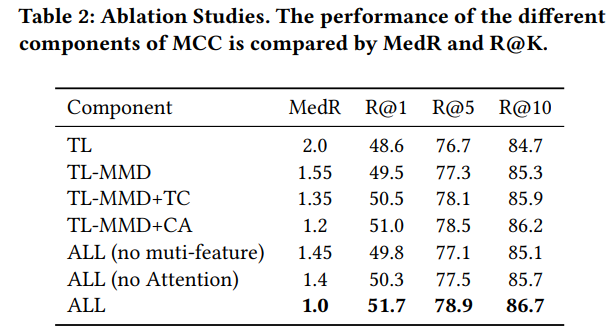 Table 2: Ablation Studies. The performance of the different
components of MCC is compared by MedR and R@K.
Component MedR R@1 R@5 R@10
TL 2.0 48.6 76.7 84.7
TL-MMD 1.55 49.5 77.3 85.3
TL-MMD+TC 1.35 50.5 78.1 85.9
TL-MMD+CA 1.2 51.0 78.5 86.2
ALL (no muti-feature) 1.45 49.8 77.1 85.1
ALL (no Attention) 1.4 50.3 77.5 85.7
ALL 1.0 51.7 78.9 86.7